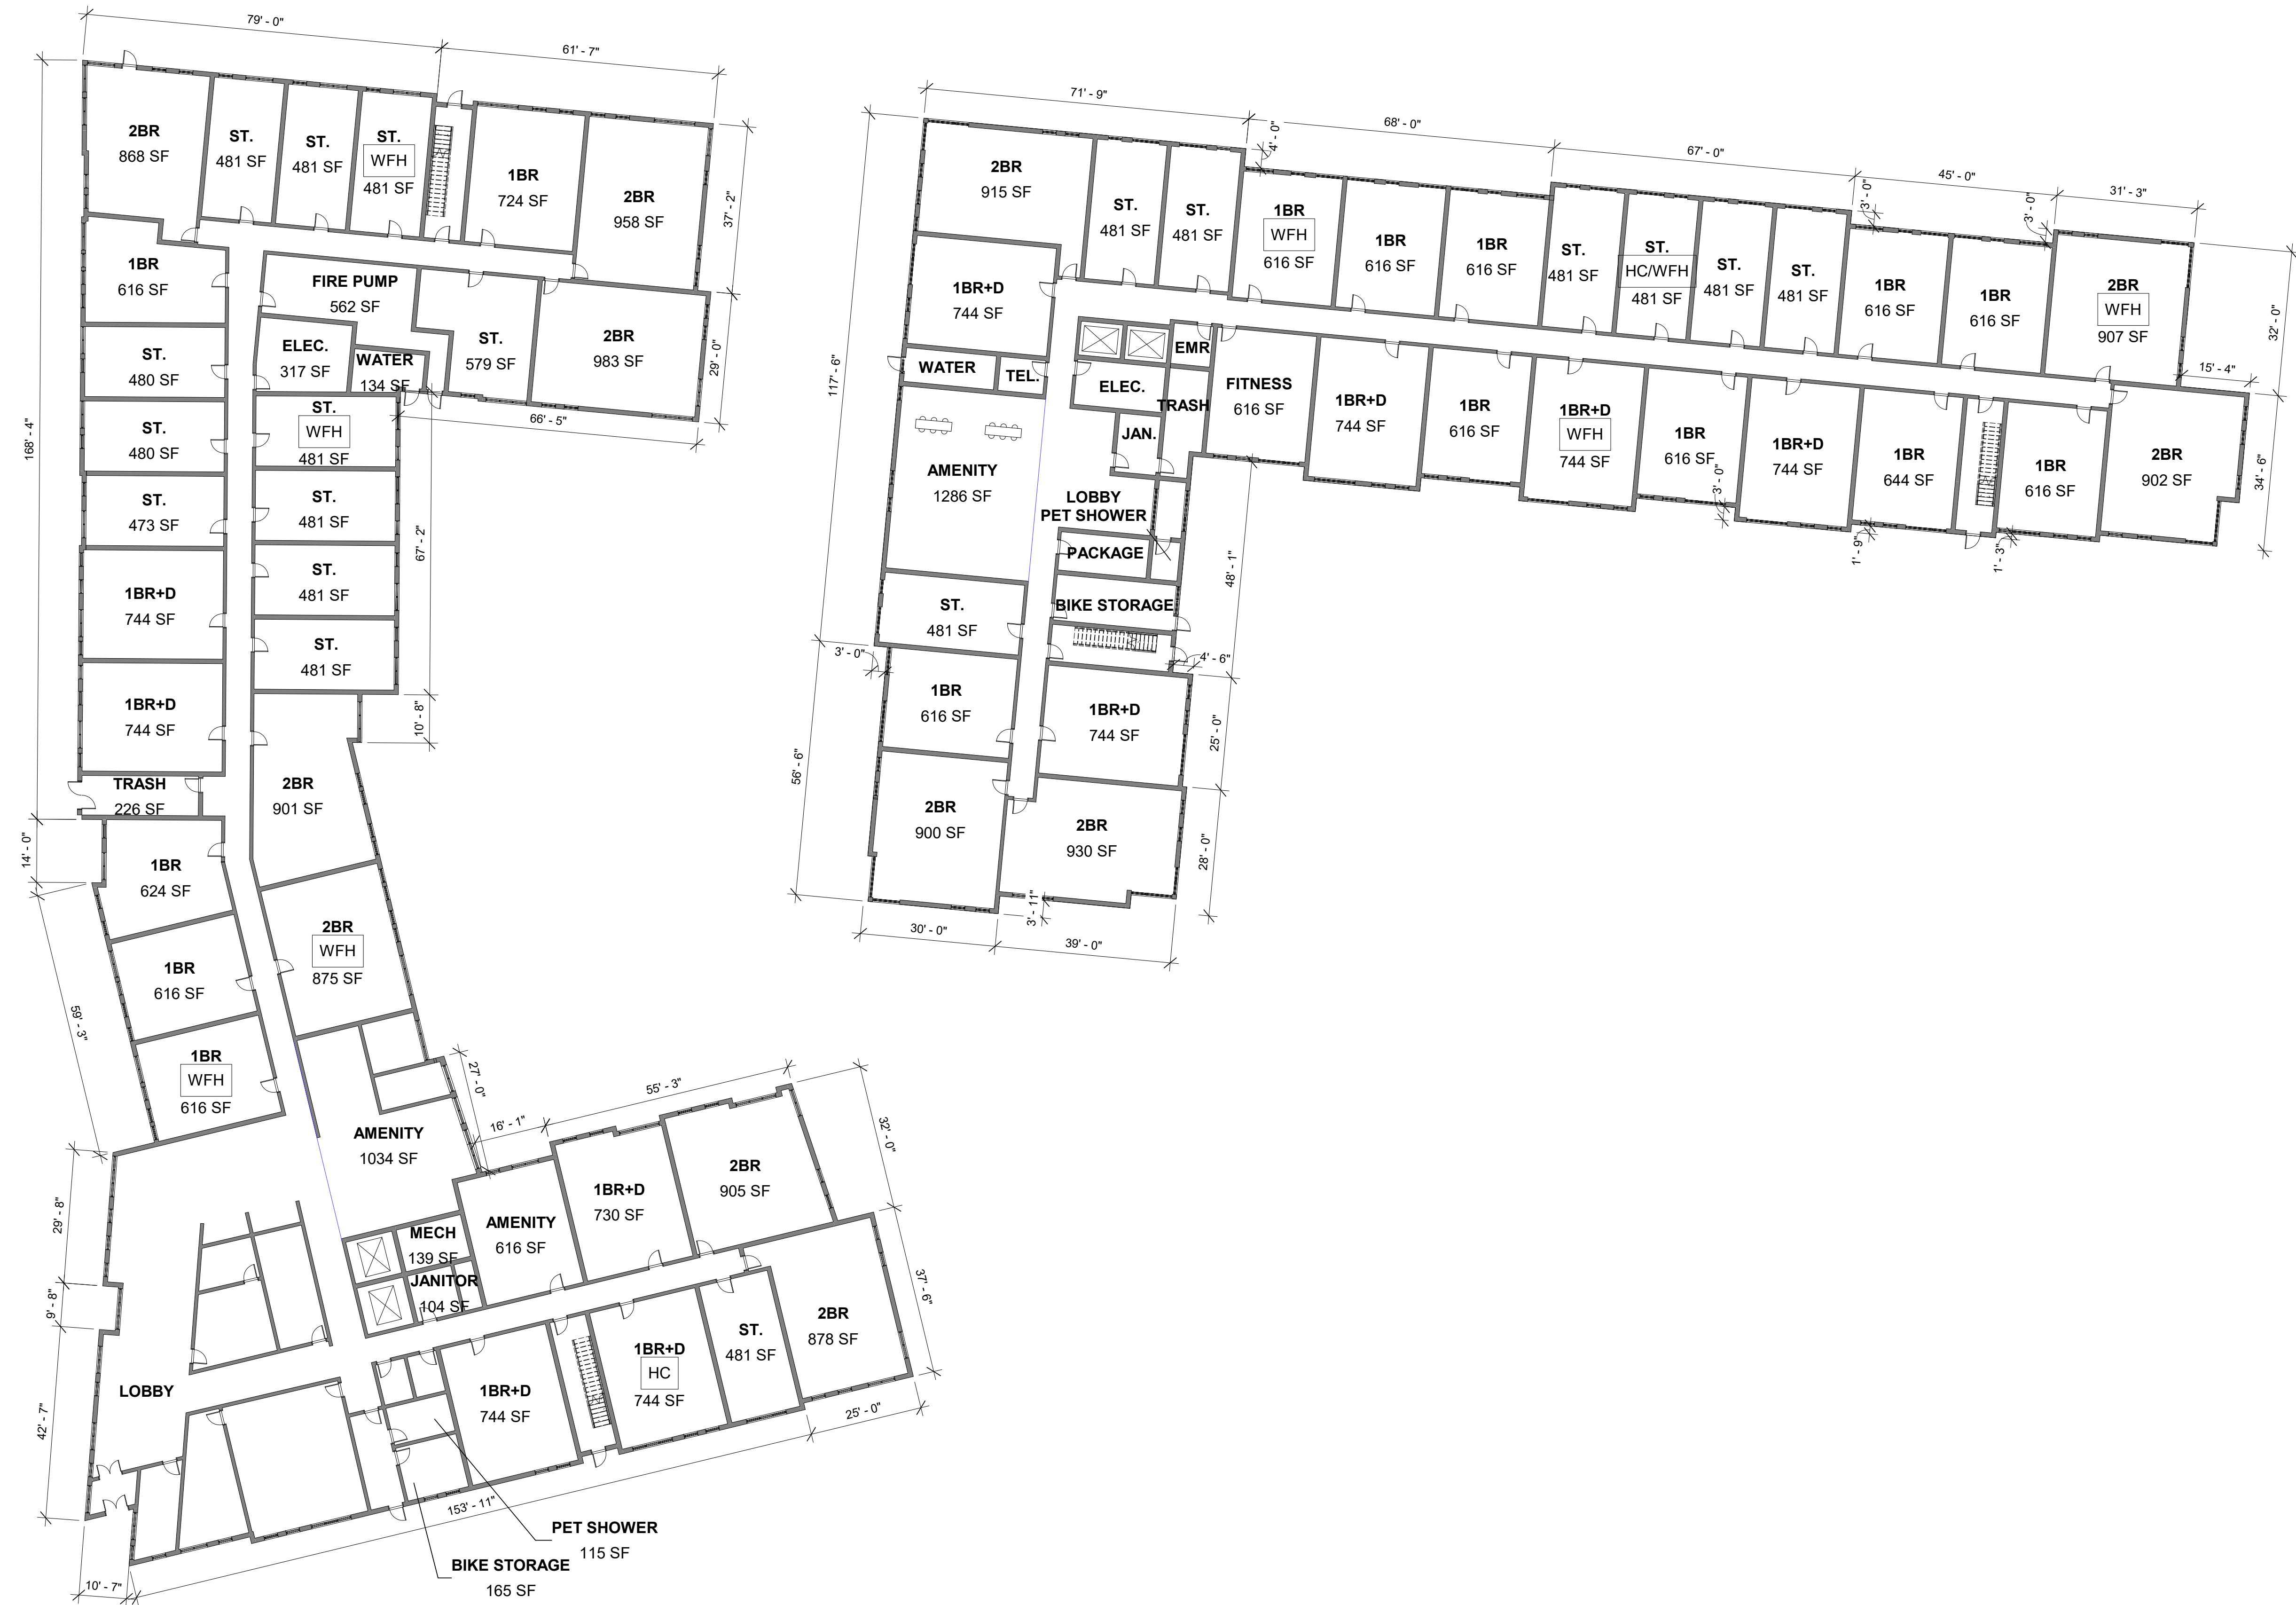 79' - 0"
61' - 7"
2BR
868 SF
ST.
481 SF
ST.
481 SF
ST.
WFH
481 SF
1BR
724 SF
2BR
958 SF
37' - 2"
168' - 4"
1BR
616 SF
FIRE PUMP
562 SF
ELEC.
317 SF
WATER
134 SF
ST.
579 SF
2BR
983 SF
29' - 0"
66' - 5"
ST.
480 SF
ST.
480 SF
ST.
473 SF
1BR+D
744 SF
1BR+D
744 SF
TRASH
226 SF
ST.
WFH
481 SF
ST.
481 SF
ST.
481 SF
ST.
481 SF
67' - 2"
10' - 8"
2BR
901 SF
14' - 0"
1BR
624 SF
2BR
WFH
875 SF
1BR
616 SF
59' - 3"
1BR
WFH
616 SF
AMENITY
1034 SF
27' - 0"
16' - 1"
55' - 3"
32' - 0"
29' - 8"
9' - 8"
42' - 7"
MECH
139 SF
JANITOR
104 SF
AMENITY
616 SF
1BR+D
730 SF
2BR
905 SF
37' - 6"
LOBBY
1BR+D
744 SF
1BR+D
HC
744 SF
ST.
481 SF
2BR
878 SF
25' - 0"
153' - 11"
10' - 7"
PET SHOWER
115 SF
BIKE STORAGE
165 SF
71' - 9"
4' - 0"
68' - 0"
67' - 0"
3' - 0"
45' - 0"
3' - 0"
31' - 3"
117' - 6"
2BR
915 SF
ST.
481 SF
ST.
481 SF
1BR
WFH
616 SF
1BR
616 SF
1BR
616 SF
ST.
481 SF
ST.
HC/WFH
481 SF
ST.
481 SF
ST.
481 SF
1BR
616 SF
1BR
616 SF
2BR
WFH
907 SF
32' - 0"
15' - 4"
1BR+D
744 SF
WATER
TEL.
EMR
ELEC.
TRASH
JAN.
FITNESS
616 SF
1BR+D
744 SF
1BR
616 SF
1BR+D
WFH
744 SF
1BR
616 SF
3' - 0"
1BR+D
744 SF
1BR
644 SF
1' - 9"
1BR
616 SF
1' - 3"
2BR
902 SF
34' - 6"
AMENITY
1286 SF
LOBBY
PET SHOWER
PACKAGE
BIKE STORAGE
48' - 1"
ST.
481 SF
3' - 0"
4' - 6"
1BR
616 SF
1BR+D
744 SF
25' - 0"
56' - 6"
2BR
900 SF
2BR
930 SF
28' - 0"
3' - 11"
30' - 0"
39' - 0"